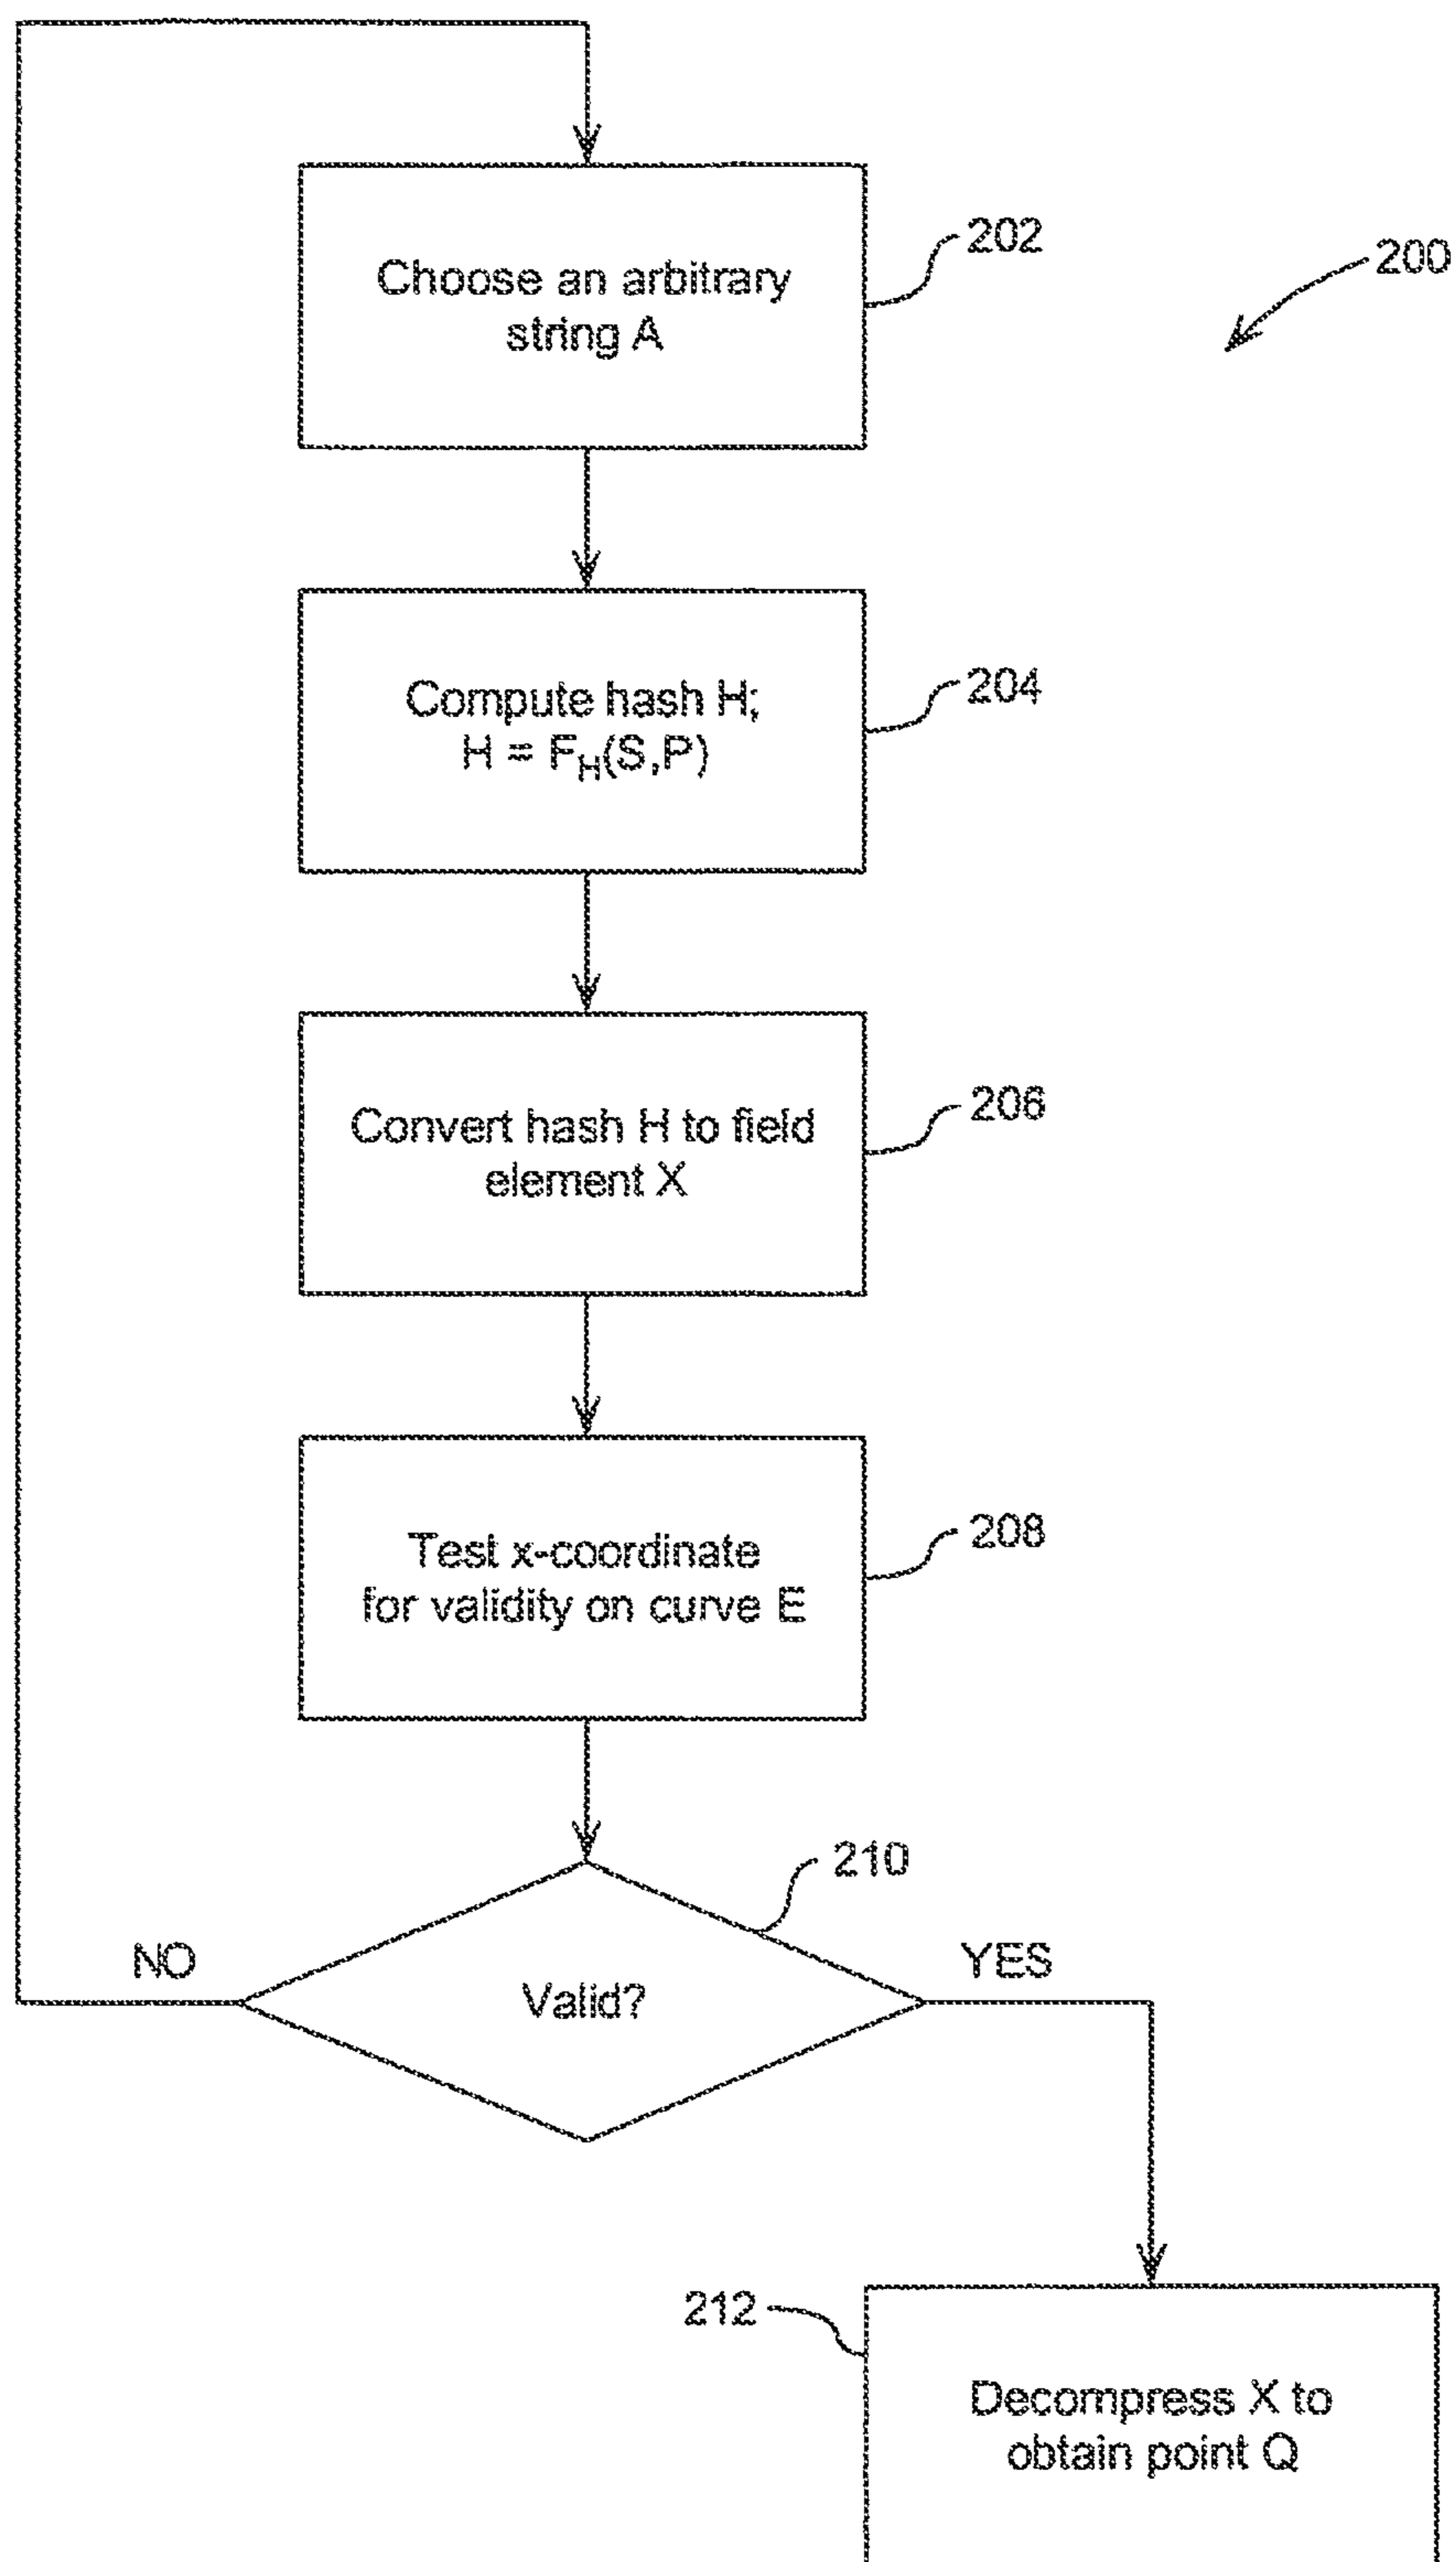 200
202
Choose an arbitrary
string A
204
Compute hash H;
H = F_H(S,P)
206
Convert hash H to field
element X
208
Test x-coordinate
for validity on curve E
210
NO
Valid?
YES
212
Decompress X to
obtain point Q